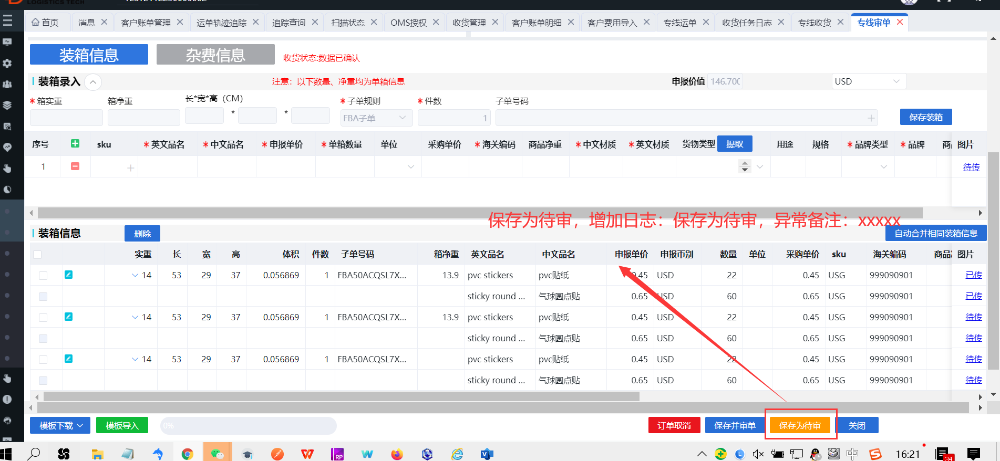 LOGISTICS TECH
首页 消息 客户账单管理 运单轨迹追踪 追踪查询 扫描状态 OMS授权 收货管理 客户账单明细 客户费用导入 专线运单 收货任务日志 专线收货 专线审单
装箱信息 杂费信息 收货状态:数据已确认
装箱录入 注意：以下数量、净重均为单箱信息 申报价值 146.70 USD
* 箱实重 箱净重 长*宽*高（CM） * 子单规则 * 件数 子单号码
* * FBA子单 1 保存装箱
序号 sku * 英文品名 * 中文品名 * 申报单价 * 单箱数量 单位 采购单价 * 海关编码 商品净重 * 中文材质 * 英文材质 货物类型 提取 用途 规格 * 品牌类型 * 品牌 商 图片
1 待传
保存为待审，增加日志：保存为待审，异常备注：xxxxx
装箱信息 删除 自动合并相同装箱信息
实重 长 宽 高 体积 件数 子单号码 箱净重 英文品名 中文品名 申报单价 申报币别 数量 单位 采购单价 sku 海关编码 商品 图片
14 53 29 37 0.056869 1 FBA50ACQSL7X... 13.9 pvc stickers pvc贴纸 0.45 USD 22 0.45 USG 999090901 已传
sticky round ... 气球圆点贴 0.65 USD 60 0.65 USG 999090901 已传
14 53 29 37 0.056869 1 FBA50ACQSL7X... 13.9 pvc stickers pvc贴纸 0.45 USD 22 0.45 USG 999090901 待传
sticky round ... 气球圆点贴 0.65 USD 60 0.65 USG 999090901 待传
14 53 29 37 0.056869 1 FBA50ACQSL7X... pvc stickers pvc贴纸 0.45 USD 22 0.45 USG 999090901 待传
sticky round ... 气球圆点贴 0.65 USD 60 0.65 USG 999090901 待传
模板下载 模板导入 0% 订单取消 保存并审单 保存为待审 关闭
RP 中 16:21 34